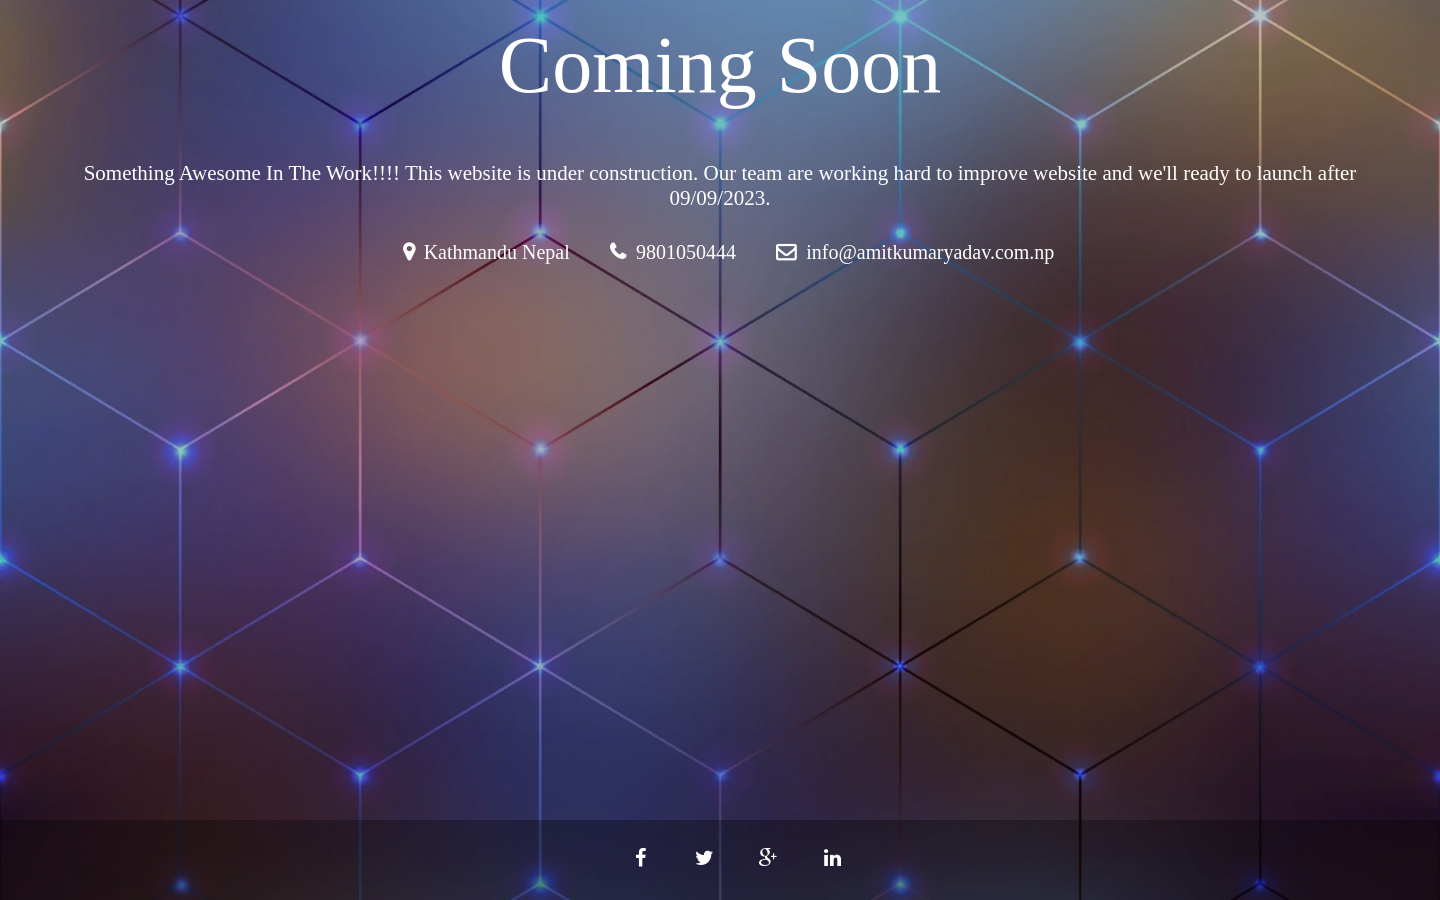 Coming Soon
Something Awesome In The Work!!!! This website is under construction. Our team are working hard to improve website and we'll ready to launch after
09/09/2023.
Kathmandu Nepal 9801050444 info@amitkumaryadav.com.np